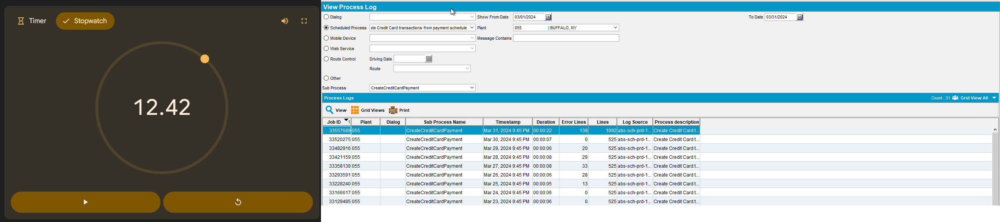 Timer
Stopwatch
12.42
View Process Log
Dialog
Show From Date 03/01/2024 16
To Date 03/31/2024 16
Scheduled Process ate Credit Card transactions from payment schedule
Plant 055 | BUFFALO, NY
Mobile Device
Message Contains
Web Service
Route Control
Driving Date 16
Route
Other
Sub Process CreateCreditCardPayment
Process Logs
Count : 31 Grid View All
View Grid Views Print
Job ID 1 Plant Dialog Sub Process Name Timestamp Duration Error Lines Lines Log Source Process description
33557689 055 CreateCreditCardPayment Mar 31, 2024 9:45 PM 00:00:22 139 1092 abs-sch-prd-1... Create Credit Card t...
33520275 055 CreateCreditCardPayment Mar 30, 2024 9:45 PM 00:00:07 0 525 abs-sch-prd-1... Create Credit Card t...
33482916 055 CreateCreditCardPayment Mar 29, 2024 9:45 PM 00:00:06 20 525 abs-sch-prd-1... Create Credit Card t...
33421159 055 CreateCreditCardPayment Mar 28, 2024 9:45 PM 00:00:08 29 525 abs-sch-prd-1... Create Credit Card t...
33358139 055 CreateCreditCardPayment Mar 27, 2024 9:45 PM 00:00:08 33 525 abs-sch-prd-1... Create Credit Card t...
33293591 055 CreateCreditCardPayment Mar 26, 2024 9:45 PM 00:00:06 28 525 abs-sch-prd-1... Create Credit Card t...
33228240 055 CreateCreditCardPayment Mar 25, 2024 9:45 PM 00:00:05 13 525 abs-sch-prd-1... Create Credit Card t...
33166617 055 CreateCreditCardPayment Mar 24, 2024 9:45 PM 00:00:06 0 525 abs-sch-prd-1... Create Credit Card t...
33129485 055 CreateCreditCardPayment Mar 23, 2024 9:45 PM 00:00:06 0 525 abs-sch-prd-1... Create Credit Card t...